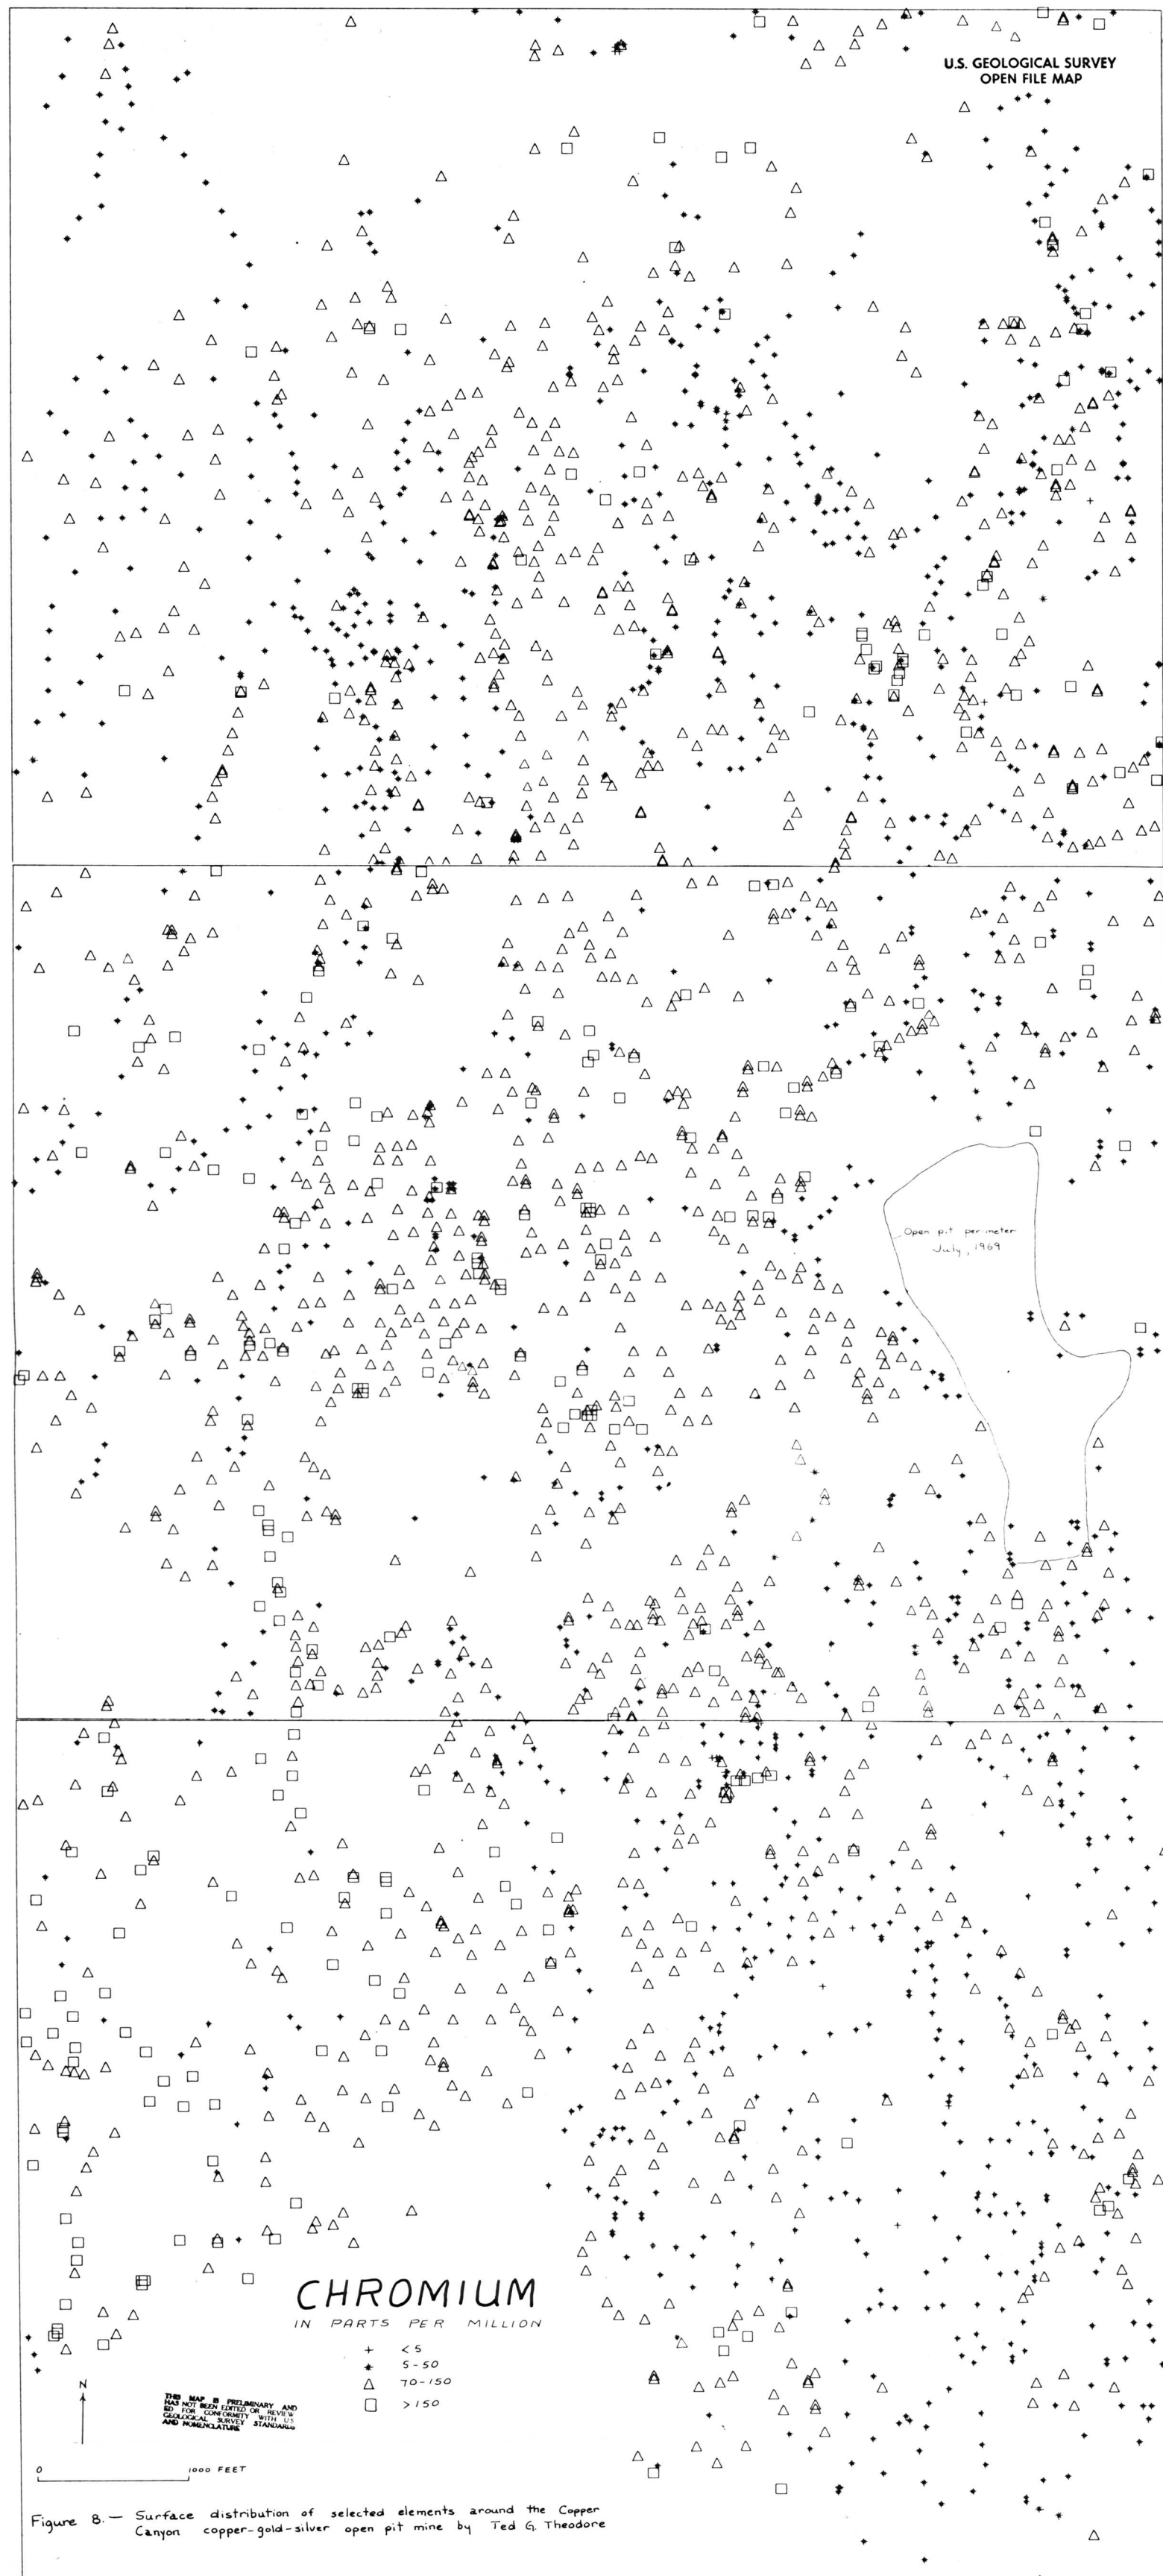 U.S. GEOLOGICAL SURVEY
OPEN FILE MAP
Open pit perimeter
July, 1969
CHROMIUM
IN PARTS PER MILLION
< 5
5-50
70-150
> 150
N
THIS MAP IS PRELIMINARY AND
HAS NOT BEEN EDITED OR REVIEW
ED FOR CONFORMITY WITH U.S.
GEOLOGICAL SURVEY STANDARDS
AND NOMENCLATURE
0 1000 FEET
Figure 8.— Surface distribution of selected elements around the Copper
Canyon copper-gold-silver open pit mine by Ted G. Theodore